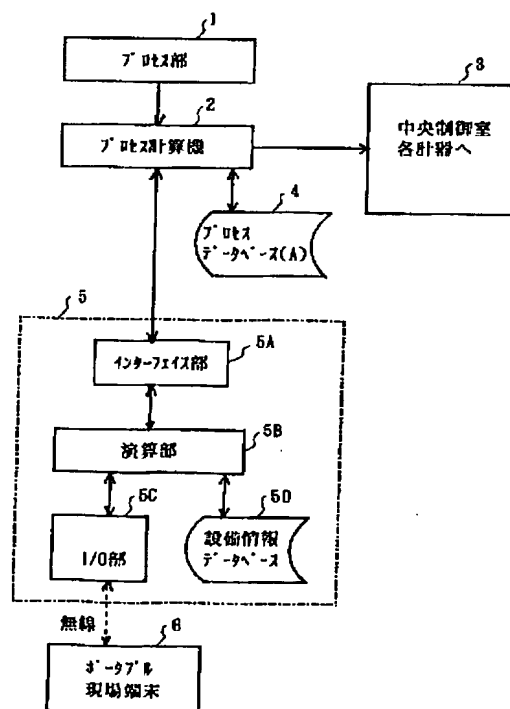 1
プロセス部
2
プロセス計算機
3
中央制御室
各計器へ
4
プロセス
データベース(A)
5
5A
インターフェイス部
5B
演算部
5C
I/O部
5D
設備情報
データベース
無線
6
ポータブル
現場端末